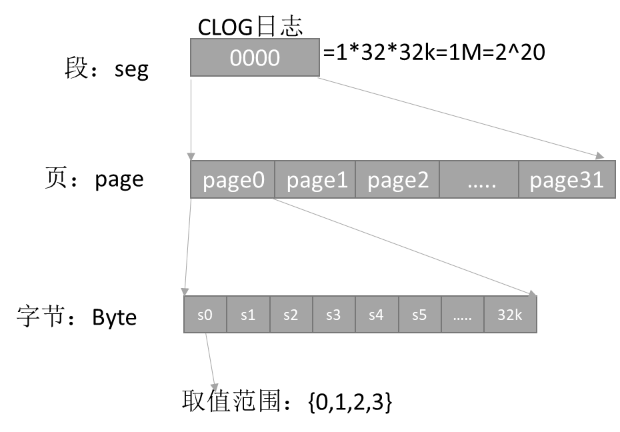 CLOG日志
段：seg
0000
=1*32*32k=1M=2^20
页：page
page0 page1 page2 ..... page31
字节：Byte
s0 s1 s2 s3 s4 s5 ..... 32k
取值范围：{0,1,2,3}